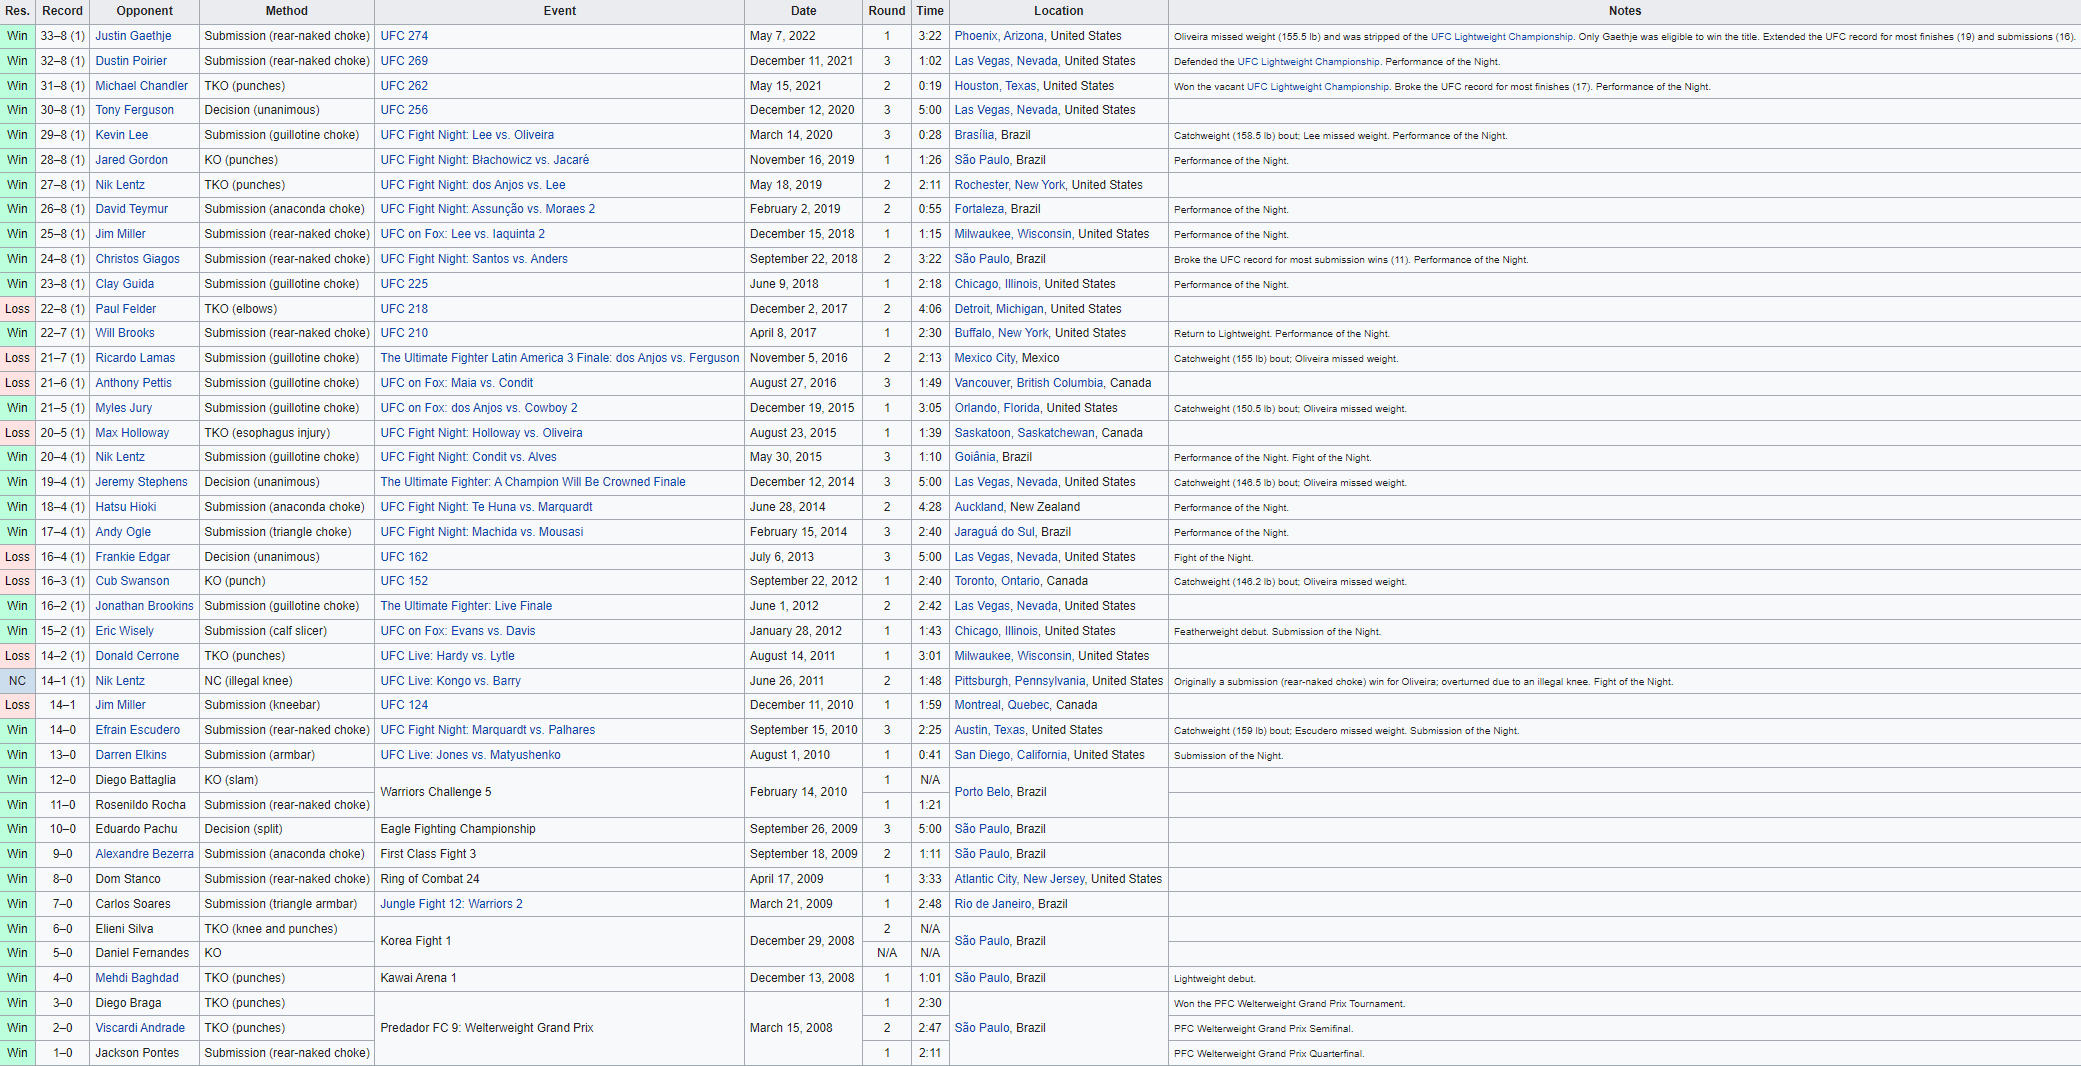 Res. Record Opponent Method Event Date Round Time Location Notes
Win 33–8 (1) Justin Gaethje Submission (rear-naked choke) UFC 274 May 7, 2022 1 3:22 Phoenix, Arizona, United States Oliveira missed weight (155.5 lb) and was stripped of the UFC Lightweight Championship. Only Gaethje was eligible to win the title. Extended the UFC record for most finishes (19) and submissions (16).
Win 32–8 (1) Dustin Poirier Submission (rear-naked choke) UFC 269 December 11, 2021 3 1:02 Las Vegas, Nevada, United States Defended the UFC Lightweight Championship. Performance of the Night.
Win 31–8 (1) Michael Chandler TKO (punches) UFC 262 May 15, 2021 2 0:19 Houston, Texas, United States Won the vacant UFC Lightweight Championship. Broke the UFC record for most finishes (17). Performance of the Night.
Win 30–8 (1) Tony Ferguson Decision (unanimous) UFC 256 December 12, 2020 3 5:00 Las Vegas, Nevada, United States
Win 29–8 (1) Kevin Lee Submission (guillotine choke) UFC Fight Night: Lee vs. Oliveira March 14, 2020 3 0:28 Brasília, Brazil Catchweight (158.5 lb) bout; Lee missed weight. Performance of the Night.
Win 28–8 (1) Jared Gordon KO (punches) UFC Fight Night: Błachowicz vs. Jacaré November 16, 2019 1 1:26 São Paulo, Brazil Performance of the Night.
Win 27–8 (1) Nik Lentz TKO (punches) UFC Fight Night: dos Anjos vs. Lee May 18, 2019 2 2:11 Rochester, New York, United States
Win 26–8 (1) David Teymur Submission (anaconda choke) UFC Fight Night: Assunção vs. Moraes 2 February 2, 2019 2 0:55 Fortaleza, Brazil Performance of the Night.
Win 25–8 (1) Jim Miller Submission (rear-naked choke) UFC on Fox: Lee vs. Iaquinta 2 December 15, 2018 1 1:15 Milwaukee, Wisconsin, United States Performance of the Night.
Win 24–8 (1) Christos Giagos Submission (rear-naked choke) UFC Fight Night: Santos vs. Anders September 22, 2018 2 3:22 São Paulo, Brazil Broke the UFC record for most submission wins (11). Performance of the Night.
Win 23–8 (1) Clay Guida Submission (guillotine choke) UFC 225 June 9, 2018 1 2:18 Chicago, Illinois, United States Performance of the Night.
Loss 22–8 (1) Paul Felder TKO (elbows) UFC 218 December 2, 2017 2 4:06 Detroit, Michigan, United States
Win 22–7 (1) Will Brooks Submission (rear-naked choke) UFC 210 April 8, 2017 1 2:30 Buffalo, New York, United States Return to Lightweight. Performance of the Night.
Loss 21–7 (1) Ricardo Lamas Submission (guillotine choke) The Ultimate Fighter Latin America 3 Finale: dos Anjos vs. Ferguson November 5, 2016 2 2:13 Mexico City, Mexico Catchweight (155 lb) bout; Oliveira missed weight.
Loss 21–6 (1) Anthony Pettis Submission (guillotine choke) UFC on Fox: Maia vs. Condit August 27, 2016 3 1:49 Vancouver, British Columbia, Canada
Win 21–5 (1) Myles Jury Submission (guillotine choke) UFC on Fox: dos Anjos vs. Cowboy 2 December 19, 2015 1 3:05 Orlando, Florida, United States Catchweight (150.5 lb) bout; Oliveira missed weight.
Loss 20–5 (1) Max Holloway TKO (esophagus injury) UFC Fight Night: Holloway vs. Oliveira August 23, 2015 1 1:39 Saskatoon, Saskatchewan, Canada
Win 20–4 (1) Nik Lentz Submission (guillotine choke) UFC Fight Night: Condit vs. Alves May 30, 2015 3 1:10 Goiânia, Brazil Performance of the Night. Fight of the Night.
Win 19–4 (1) Jeremy Stephens Decision (unanimous) The Ultimate Fighter: A Champion Will Be Crowned Finale December 12, 2014 3 5:00 Las Vegas, Nevada, United States Catchweight (146.5 lb) bout; Oliveira missed weight.
Win 18–4 (1) Hatsu Hioki Submission (anaconda choke) UFC Fight Night: Te Huna vs. Marquardt June 28, 2014 2 4:28 Auckland, New Zealand Performance of the Night.
Win 17–4 (1) Andy Ogle Submission (triangle choke) UFC Fight Night: Machida vs. Mousasi February 15, 2014 3 2:40 Jaraguá do Sul, Brazil Performance of the Night.
Loss 16–4 (1) Frankie Edgar Decision (unanimous) UFC 162 July 6, 2013 3 5:00 Las Vegas, Nevada, United States Fight of the Night.
Loss 16–3 (1) Cub Swanson KO (punch) UFC 152 September 22, 2012 1 2:40 Toronto, Ontario, Canada Catchweight (146.2 lb) bout; Oliveira missed weight.
Win 16–2 (1) Jonathan Brookins Submission (guillotine choke) The Ultimate Fighter: Live Finale June 1, 2012 2 2:42 Las Vegas, Nevada, United States
Win 15–2 (1) Eric Wisely Submission (calf slicer) UFC on Fox: Evans vs. Davis January 28, 2012 1 1:43 Chicago, Illinois, United States Featherweight debut. Submission of the Night.
Loss 14–2 (1) Donald Cerrone TKO (punches) UFC Live: Hardy vs. Lytle August 14, 2011 1 3:01 Milwaukee, Wisconsin, United States
NC 14–1 (1) Nik Lentz NC (illegal knee) UFC Live: Kongo vs. Barry June 26, 2011 2 1:48 Pittsburgh, Pennsylvania, United States Originally a submission (rear-naked choke) win for Oliveira; overturned due to an illegal knee. Fight of the Night.
Loss 14–1 Jim Miller Submission (kneebar) UFC 124 December 11, 2010 1 1:59 Montreal, Quebec, Canada
Win 14–0 Efrain Escudero Submission (rear-naked choke) UFC Fight Night: Marquardt vs. Palhares September 15, 2010 3 2:25 Austin, Texas, United States Catchweight (159 lb) bout; Escudero missed weight. Submission of the Night.
Win 13–0 Darren Elkins Submission (armbar) UFC Live: Jones vs. Matyushenko August 1, 2010 1 0:41 San Diego, California, United States Submission of the Night.
Win 12–0 Diego Battaglia KO (slam) Warriors Challenge 5 February 14, 2010 1 N/A Porto Belo, Brazil
Win 11–0 Rosenildo Rocha Submission (rear-naked choke) 1 1:21
Win 10–0 Eduardo Pachu Decision (split) Eagle Fighting Championship September 26, 2009 3 5:00 São Paulo, Brazil
Win 9–0 Alexandre Bezerra Submission (anaconda choke) First Class Fight 3 September 18, 2009 2 1:11 São Paulo, Brazil
Win 8–0 Dom Stanco Submission (rear-naked choke) Ring of Combat 24 April 17, 2009 1 3:33 Atlantic City, New Jersey, United States
Win 7–0 Carlos Soares Submission (triangle armbar) Jungle Fight 12: Warriors 2 March 21, 2009 1 2:48 Rio de Janeiro, Brazil
Win 6–0 Elieni Silva TKO (knee and punches) Korea Fight 1 December 29, 2008 2 N/A São Paulo, Brazil
Win 5–0 Daniel Fernandes KO N/A N/A
Win 4–0 Mehdi Baghdad TKO (punches) Kawai Arena 1 December 13, 2008 1 1:01 São Paulo, Brazil Lightweight debut.
Win 3–0 Diego Braga TKO (punches) Predador FC 9: Welterweight Grand Prix March 15, 2008 1 2:30 São Paulo, Brazil Won the PFC Welterweight Grand Prix Tournament.
Win 2–0 Viscardi Andrade TKO (punches) 2 2:47 PFC Welterweight Grand Prix Semifinal.
Win 1–0 Jackson Pontes Submission (rear-naked choke) 1 2:11 PFC Welterweight Grand Prix Quarterfinal.